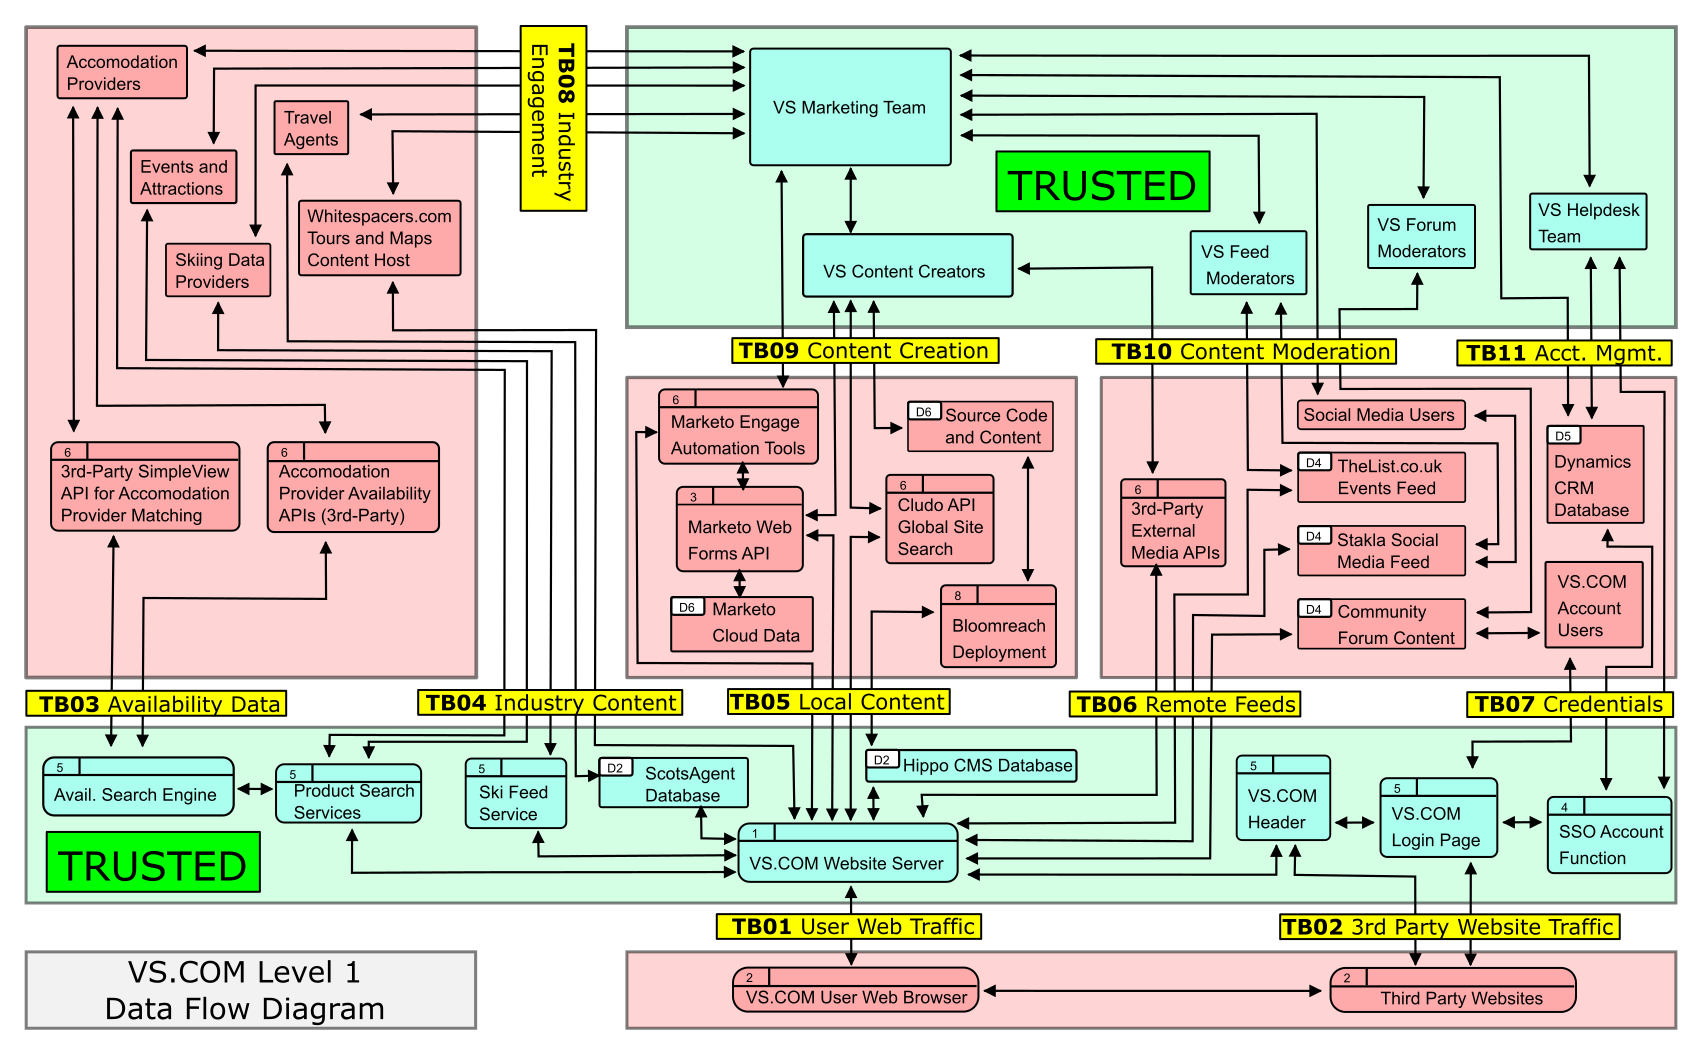 Accomodation
Providers
Travel
Agents
Events and
Attractions
Whitespacers.com
Tours and Maps
Content Host
Skiing Data
Providers
6
3rd-Party SimpleView
API for Accomodation
Provider Matching
6
Accomodation
Provider Availability
APIs (3rd-Party)
TB08 Industry
Engagement
VS Marketing Team
TRUSTED
VS Content Creators
VS Feed
Moderators
VS Forum
Moderators
VS Helpdesk
Team
TB09 Content Creation
TB10 Content Moderation
TB11 Acct. Mgmt.
6
Marketo Engage
Automation Tools
D6
Source Code
and Content
3
Marketo Web
Forms API
6
Cludo API
Global Site
Search
D6
Marketo
Cloud Data
8
Bloomreach
Deployment
6
3rd-Party
External
Media APIs
Social Media Users
D4
TheList.co.uk
Events Feed
D4
Stakla Social
Media Feed
D4
Community
Forum Content
D5
Dynamics
CRM
Database
VS.COM
Account
Users
TB03 Availability Data
TB04 Industry Content
TB05 Local Content
TB06 Remote Feeds
TB07 Credentials
5
Avail. Search Engine
5
Product Search
Services
5
Ski Feed
Service
D2
ScotsAgent
Database
D2
Hippo CMS Database
1
VS.COM Website Server
5
VS.COM
Header
5
VS.COM
Login Page
4
SSO Account
Function
TRUSTED
TB01 User Web Traffic
TB02 3rd Party Website Traffic
VS.COM Level 1
Data Flow Diagram
2
VS.COM User Web Browser
2
Third Party Websites